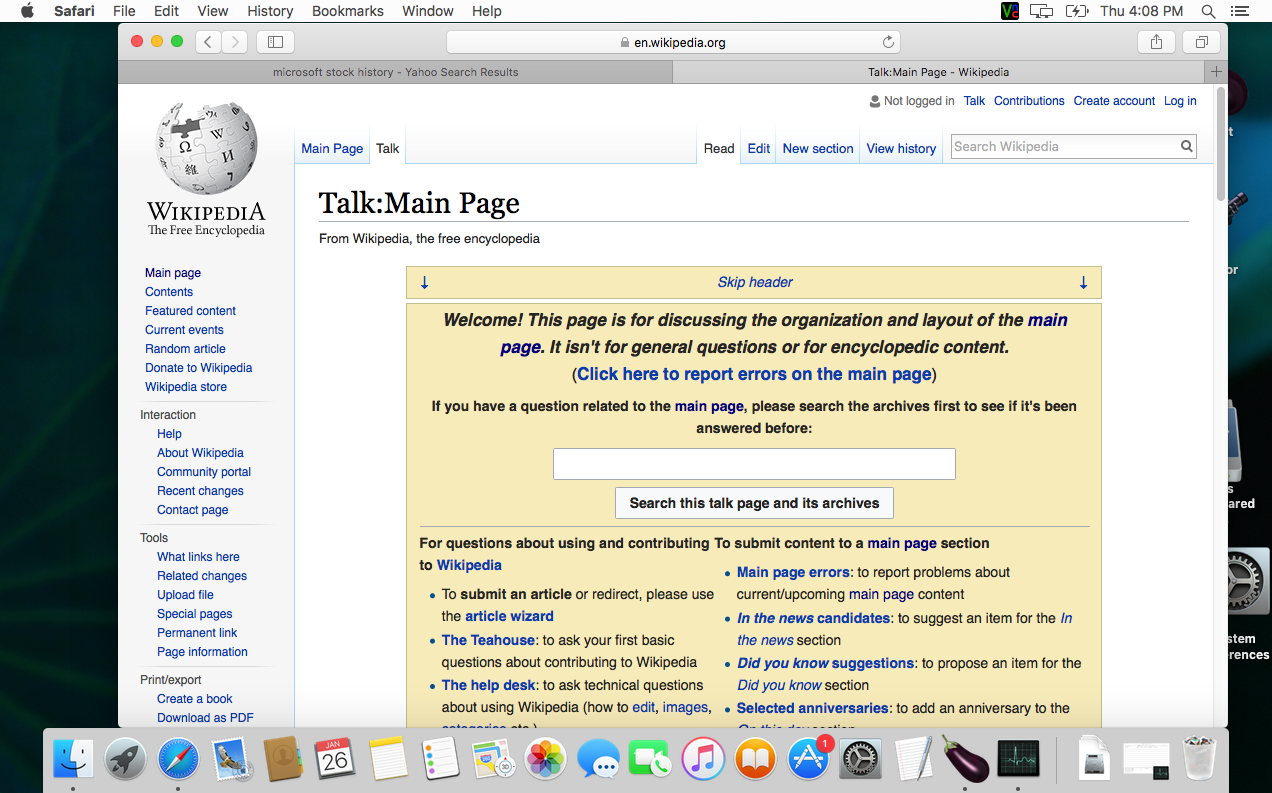 Safari File Edit View History Bookmarks Window Help
Thu 4:08 PM
en.wikipedia.org
microsoft stock history - Yahoo Search Results
Talk:Main Page - Wikipedia
Not logged in Talk Contributions Create account Log in
Main Page Talk
Read Edit New section View history
Search Wikipedia
WIKIPEDIA
The Free Encyclopedia
Main page
Contents
Featured content
Current events
Random article
Donate to Wikipedia
Wikipedia store
Interaction
Help
About Wikipedia
Community portal
Recent changes
Contact page
Tools
What links here
Related changes
Upload file
Special pages
Permanent link
Page information
Print/export
Create a book
Download as PDF
Talk:Main Page
From Wikipedia, the free encyclopedia
↓ Skip header ↓
Welcome! This page is for discussing the organization and layout of the main
page. It isn't for general questions or for encyclopedic content.
(Click here to report errors on the main page)
If you have a question related to the main page, please search the archives first to see if it's been
answered before:
Search this talk page and its archives
For questions about using and contributing
to Wikipedia
• To submit an article or redirect, please use
the article wizard
• The Teahouse: to ask your first basic
questions about contributing to Wikipedia
• The help desk: to ask technical questions
about using Wikipedia (how to edit, images,
categories etc.)
To submit content to a main page section
• Main page errors: to report problems about
current/upcoming main page content
• In the news candidates: to suggest an item for the In
the news section
• Did you know suggestions: to propose an item for the
Did you know section
• Selected anniversaries: to add an anniversary to the
On this day section
t
or
s
ared
stem
rences
JAN
26
1